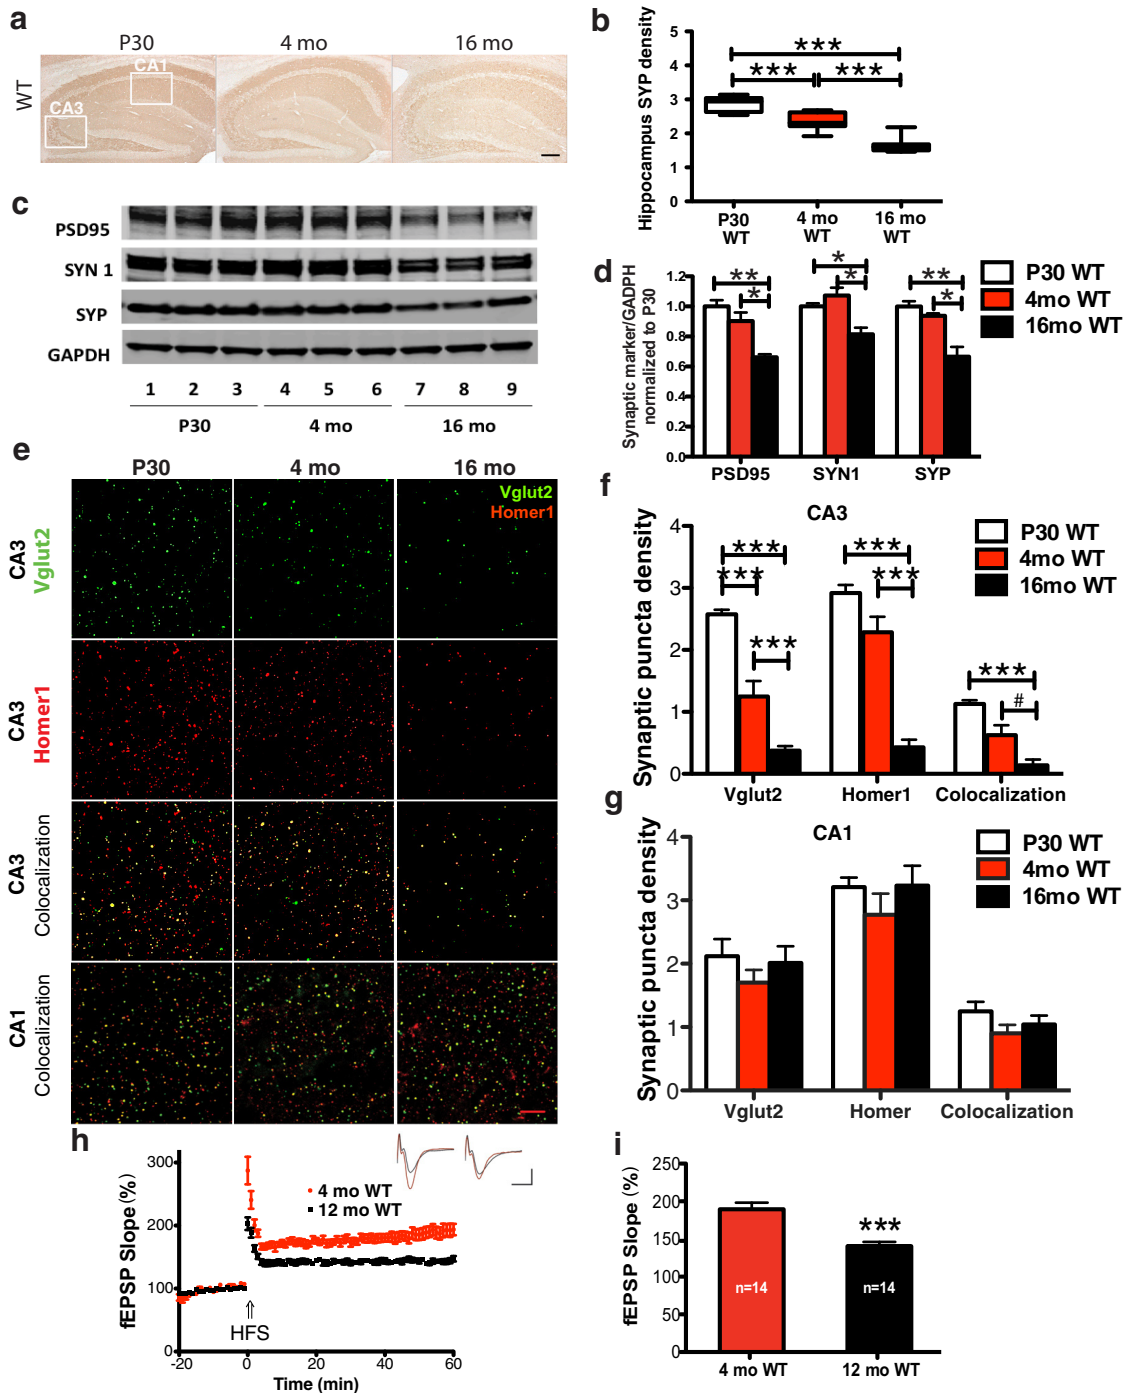 a
P30
4 mo
16 mo
WT
CA1
CA3
b
Hippocampus SYP density
5
4
3
2
1
0
***
***
***
P30
WT
4 mo
WT
16 mo
WT
c
PSD95
SYN 1
SYP
GAPDH
1 2 3 4 5 6 7 8 9
P30 4 mo 16 mo
d
Synaptic marker/GADPH
normalized to P30
1.2
1.0
0.8
0.6
0.4
0.2
0.0
**
*
*
*
**
*
PSD95 SYN1 SYP
P30 WT
4mo WT
16mo WT
e
P30 4 mo 16 mo
Vglut2
Homer1
CA3
Vglut2
CA3
Homer1
CA3
Colocalization
CA1
Colocalization
f
CA3
Synaptic puncta density
4
3
2
1
0
***
***
***
***
***
***
#
Vglut2 Homer1 Colocalization
P30 WT
4mo WT
16mo WT
g
CA1
Synaptic puncta density
4
3
2
1
0
Vglut2 Homer Colocalization
P30 WT
4mo WT
16mo WT
h
fEPSP Slope (%)
300
200
100
0
4 mo WT
12 mo WT
HFS
-20 0 20 40 60
Time (min)
i
fEPSP Slope (%)
250
200
150
100
50
0
***
n=14 n=14
4 mo WT 12 mo WT